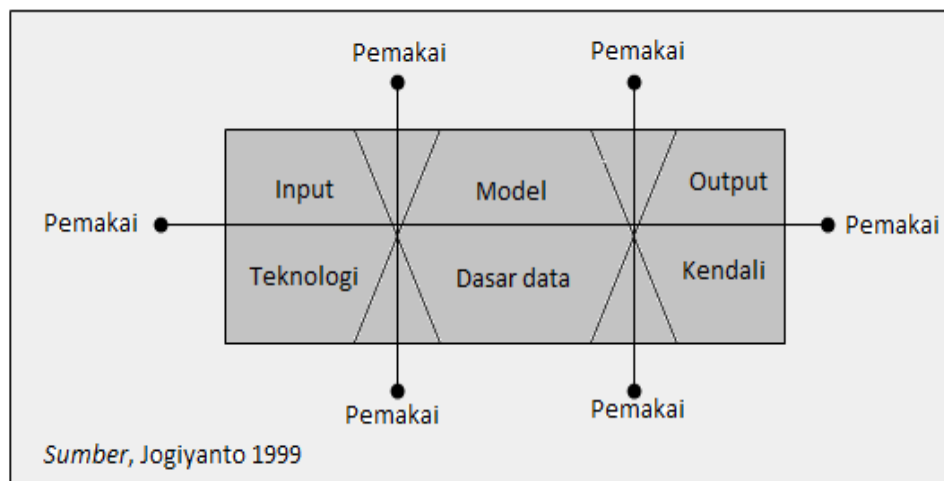 Pemakai
Pemakai
Input
Model
Output
Pemakai
Pemakai
Teknologi
Dasar data
Kendali
Pemakai
Pemakai
Sumber, Jogiyanto 1999